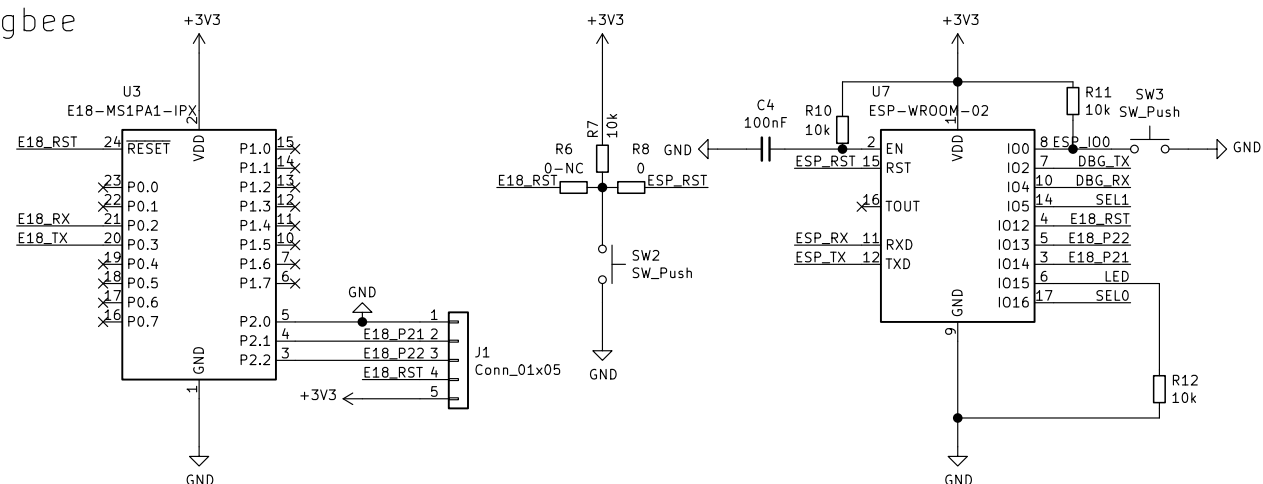 gbee
+3V3
U3
E18-MS1PA1-IPX
2
VDD
E18_RST 24 RESET
23 P0.0
22 P0.1
E18_RX 21 P0.2
E18_TX 20 P0.3
19 P0.4
18 P0.5
17 P0.6
16 P0.7
P1.0 15
P1.1 14
P1.2 13
P1.3 12
P1.4 11
P1.5 10
P1.6 7
P1.7 6
P2.0 5
P2.1 4
P2.2 3
GND
1
GND
GND
1
E18_P21 2
E18_P22 3
E18_RST 4
+3V3 5
J1
Conn_01x05
+3V3
R7
10k
R6
0-NC
R8
0
E18_RST
ESP_RST
SW2
SW_Push
GND
+3V3
U7
ESP-WROOM-02
C4
100nF
GND
R10
10k
R11
10k
SW3
SW_Push
GND
1
VDD
2 EN
ESP_RST 15 RST
16 TOUT
ESP_RX 11 RXD
ESP_TX 12 TXD
IO0 8 ESP_IO0
IO2 7 DBG_TX
IO4 10 DBG_RX
IO5 14 SEL1
IO12 4 E18_RST
IO13 5 E18_P22
IO14 3 E18_P21
IO15 6 LED
IO16 17 SEL0
GND
9
R12
10k
GND